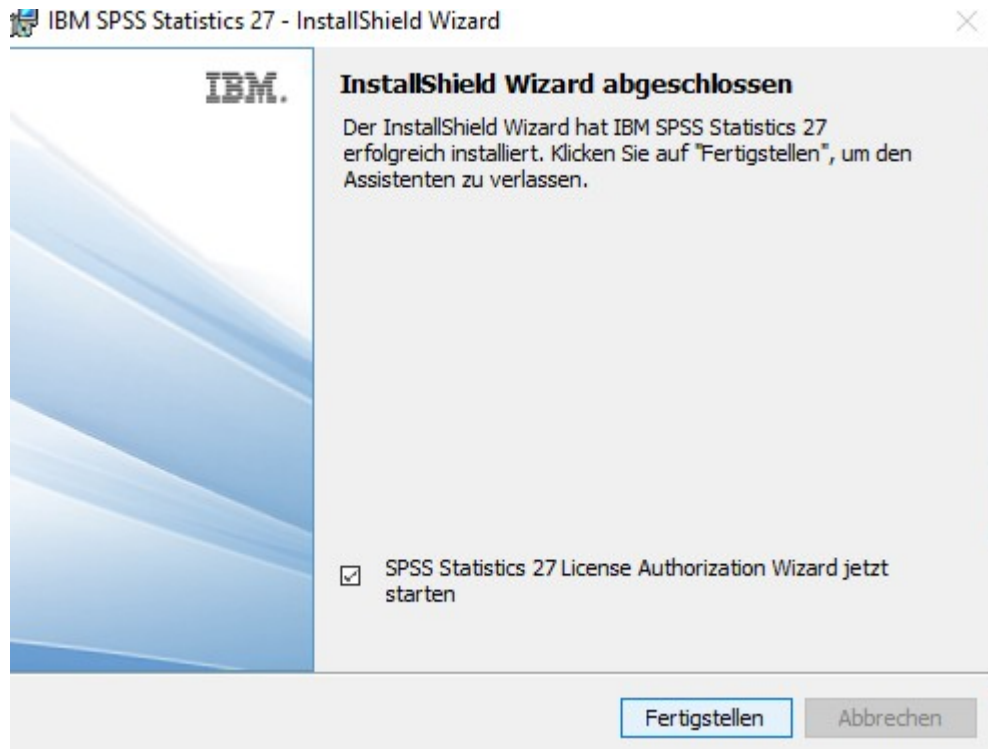 IBM SPSS Statistics 27 - InstallShield Wizard
IBM.
InstallShield Wizard abgeschlossen
Der InstallShield Wizard hat IBM SPSS Statistics 27
erfolgreich installiert. Klicken Sie auf "Fertigstellen", um den
Assistenten zu verlassen.
SPSS Statistics 27 License Authorization Wizard jetzt
starten
Fertigstellen
Abbrechen